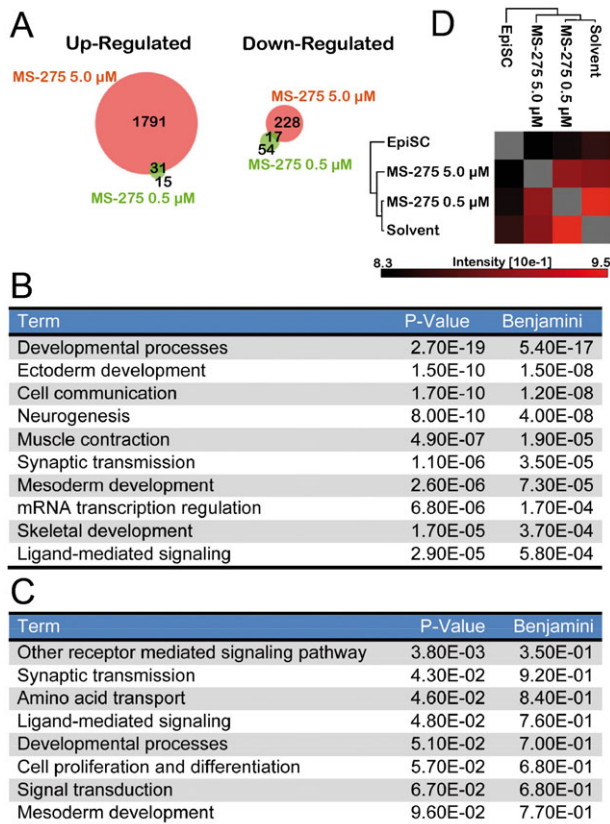 A
Up-Regulated
Down-Regulated
MS-275 5.0 µM
1791
31
15
MS-275 0.5 µM
MS-275 5.0 µM
228
17
54
MS-275 0.5 µM
D
EpiSC
MS-275 5.0 µM
MS-275 0.5 µM
Solvent
EpiSC
MS-275 5.0 µM
MS-275 0.5 µM
Solvent
8.3 Intensity [10e-1] 9.5
B
Term P-Value Benjamini
Developmental processes 2.70E-19 5.40E-17
Ectoderm development 1.50E-10 1.50E-08
Cell communication 1.70E-10 1.20E-08
Neurogenesis 8.00E-10 4.00E-08
Muscle contraction 4.90E-07 1.90E-05
Synaptic transmission 1.10E-06 3.50E-05
Mesoderm development 2.60E-06 7.30E-05
mRNA transcription regulation 6.80E-06 1.70E-04
Skeletal development 1.70E-05 3.70E-04
Ligand-mediated signaling 2.90E-05 5.80E-04
C
Term P-Value Benjamini
Other receptor mediated signaling pathway 3.80E-03 3.50E-01
Synaptic transmission 4.30E-02 9.20E-01
Amino acid transport 4.60E-02 8.40E-01
Ligand-mediated signaling 4.80E-02 7.60E-01
Developmental processes 5.10E-02 7.00E-01
Cell proliferation and differentiation 5.70E-02 6.80E-01
Signal transduction 6.70E-02 6.80E-01
Mesoderm development 9.60E-02 7.70E-01